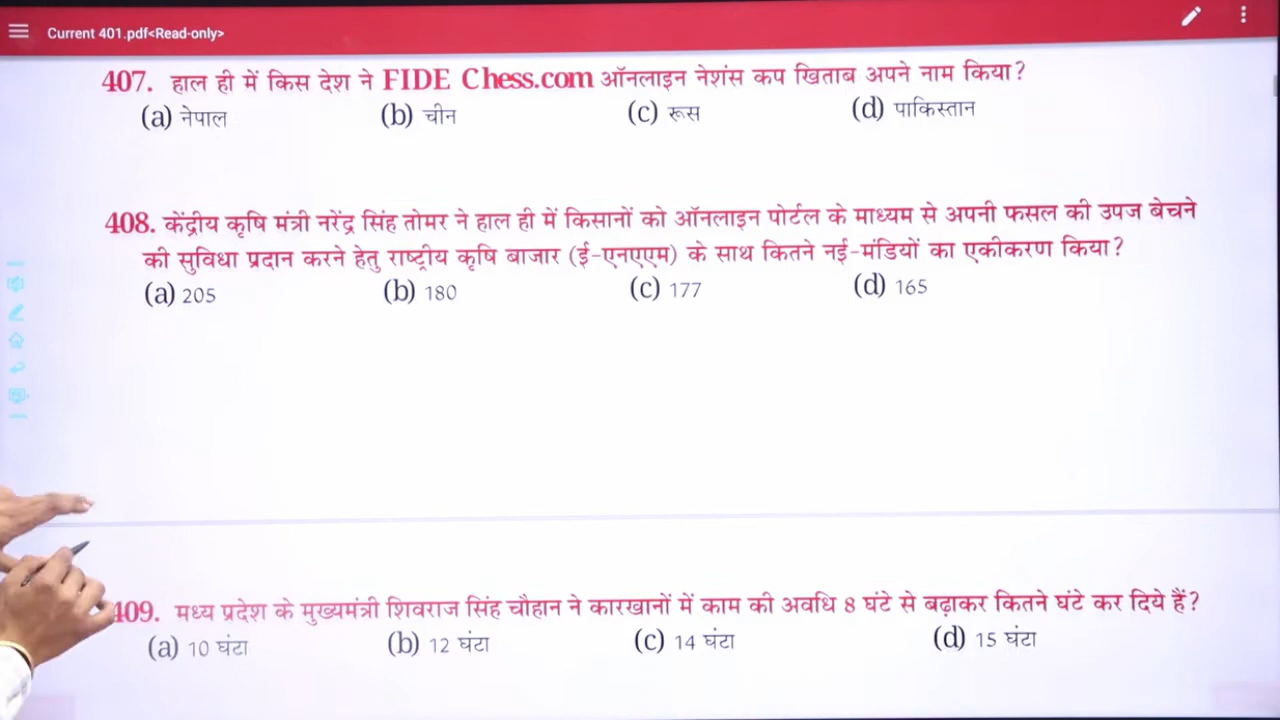 Current 401.pdf<Read-only>
407. हाल ही में किस देश ने FIDE Chess.com ऑनलाइन नेशंस कप खिताब अपने नाम किया?
(a) नेपाल (b) चीन (c) रूस (d) पाकिस्तान
408. केंद्रीय कृषि मंत्री नरेंद्र सिंह तोमर ने हाल ही में किसानों को ऑनलाइन पोर्टल के माध्यम से अपनी फसल की उपज बेचने
की सुविधा प्रदान करने हेतु राष्ट्रीय कृषि बाजार (ई-एनएएम) के साथ कितने नई-मंडियों का एकीकरण किया?
(a) 205 (b) 180 (c) 177 (d) 165
409. मध्य प्रदेश के मुख्यमंत्री शिवराज सिंह चौहान ने कारखानों में काम की अवधि 8 घंटे से बढ़ाकर कितने घंटे कर दिये हैं?
(a) 10 घंटा (b) 12 घंटा (c) 14 घंटा (d) 15 घंटा